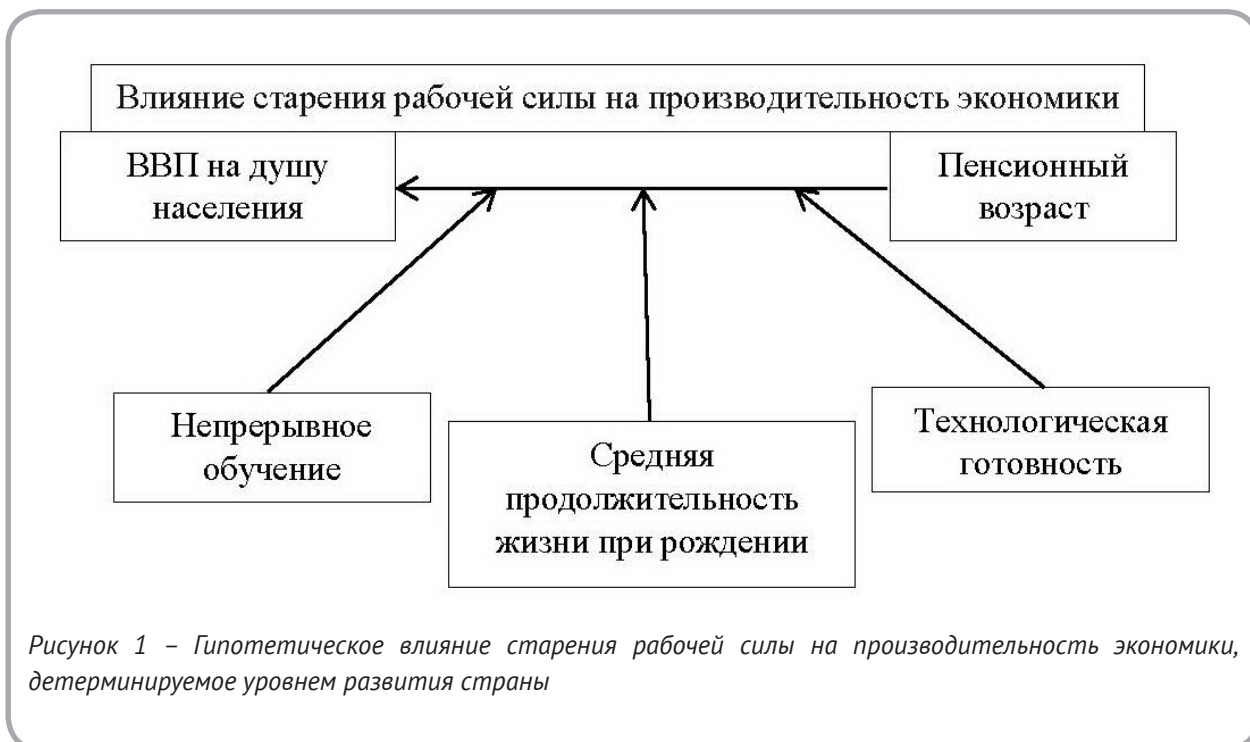 Влияние старения рабочей силы на производительность экономики
ВВП на душу
населения
Пенсионный
возраст
Непрерывное
обучение
Средняя
продолжительность
жизни при рождении
Технологическая
готовность
Рисунок 1 – Гипотетическое влияние старения рабочей силы на производительность экономики,
детерминируемое уровнем развития страны